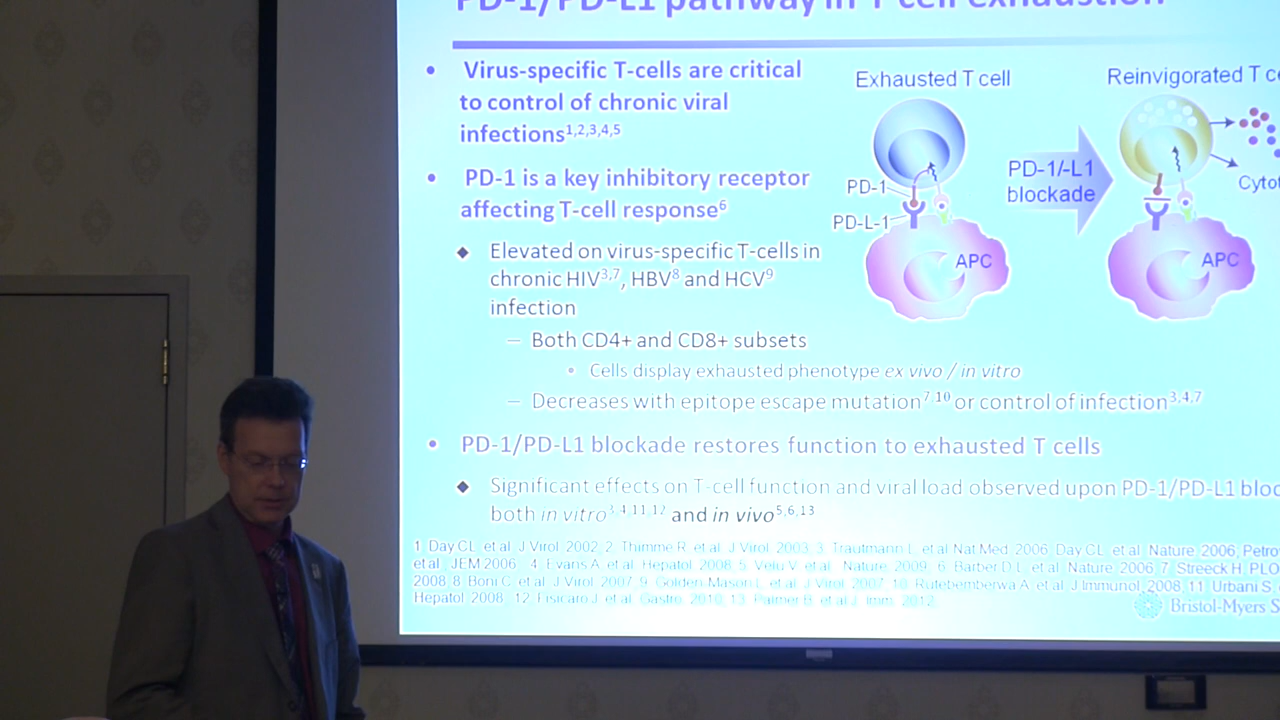 PD-1/PD-L1 pathway in T cell exhaustion
• Virus-specific T-cells are critical
to control of chronic viral
infections1,2,3,4,5
• PD-1 is a key inhibitory receptor
affecting T-cell response6
◆ Elevated on virus-specific T-cells in
chronic HIV3,7, HBV8 and HCV9
infection
– Both CD4+ and CD8+ subsets
• Cells display exhausted phenotype ex vivo / in vitro
– Decreases with epitope escape mutation7,10 or control of infection3,4,7
• PD-1/PD-L1 blockade restores function to exhausted T cells
◆ Significant effects on T-cell function and viral load observed upon PD-1/PD-L1 bloc
both in vitro3,4,11,12 and in vivo5,6,13
Exhausted T cell
PD-1
PD-L-1
APC
PD-1/-L1
blockade
Reinvigorated T ce
Cytok
APC
1. Day CL, et al. J Virol. 2002; 2. Thimme R, et al. J Virol. 2003; 3. Trautmann L, et al. Nat Med. 2006; Day CL, et al. Nature. 2006; Petro
et al, JEM 2006. 4. Evans A, et al. Hepatol. 2008; 5. Velu V, et al., Nature. 2009; 6. Barber D L, et al, Nature. 2006 7. Streeck H, PLO
2008; 8. Boni C, et al. J Virol. 2007; 9. Golden-Mason L, et al. J Virol. 2007; 10. Rutebemberwa A, et al. J Immunol. 2008; 11. Urbani S,
Hepatol 2008. 12. Fisicaro J, et al. Gastro. 2010; 13. Palmer B, et al J. Imm. 2012
Bristol-Myers S